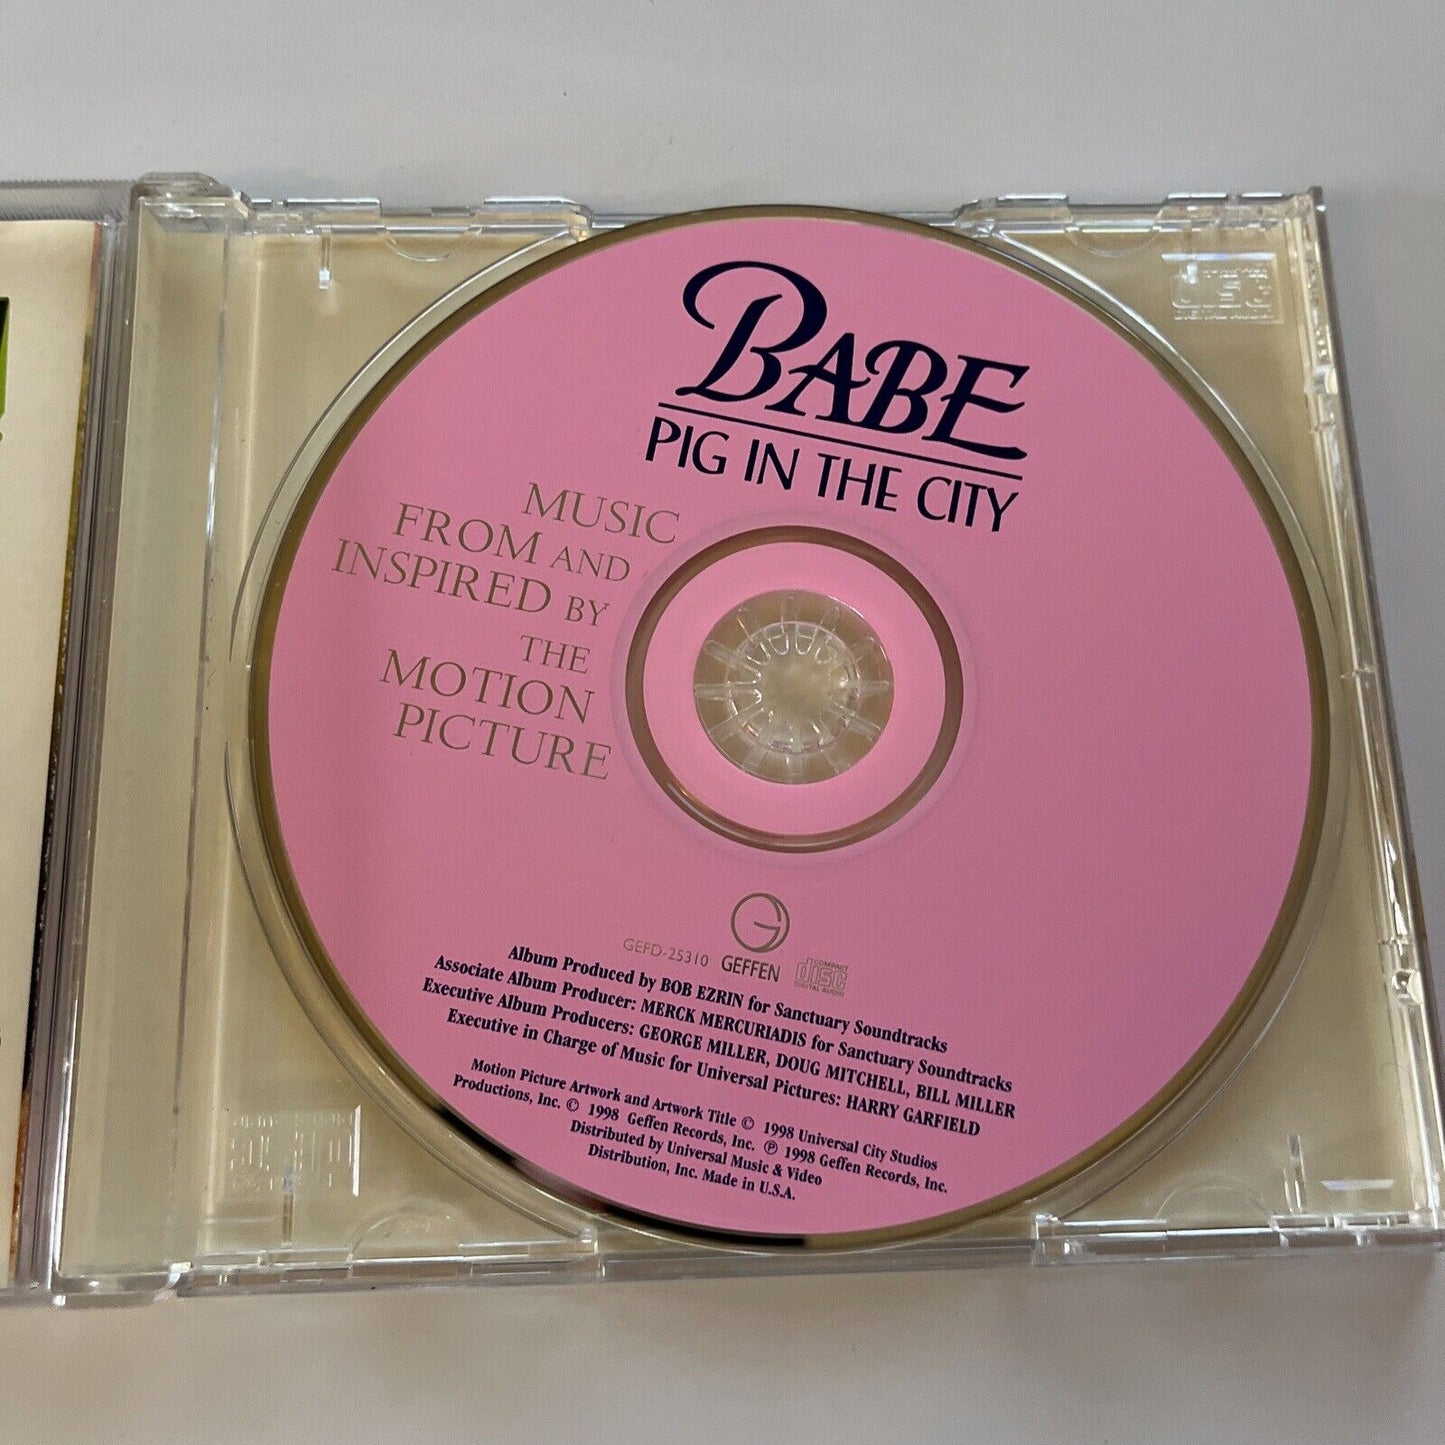 BABE
PIG IN THE CITY
MUSIC
FROM AND
INSPIRED BY
THE
MOTION
PICTURE
GEFD-25310
GEFFEN
COMPACT
disc
DIGITAL AUDIO
Album Produced by BOB EZRIN for Sanctuary Soundtracks
Associate Album Producer: MERCK MERCURIADIS for Sanctuary Soundtracks
Executive Album Producers: GEORGE MILLER, DOUG MITCHELL, BILL MILLER
Executive in Charge of Music for Universal Pictures: HARRY GARFIELD
Motion Picture Artwork and Artwork Title © 1998 Universal City Studios
Productions, Inc. © 1998 Geffen Records, Inc. ℗ 1998 Geffen Records, Inc.
Distributed by Universal Music & Video
Distribution, Inc. Made in U.S.A.
disc
DIGITAL AUDIO